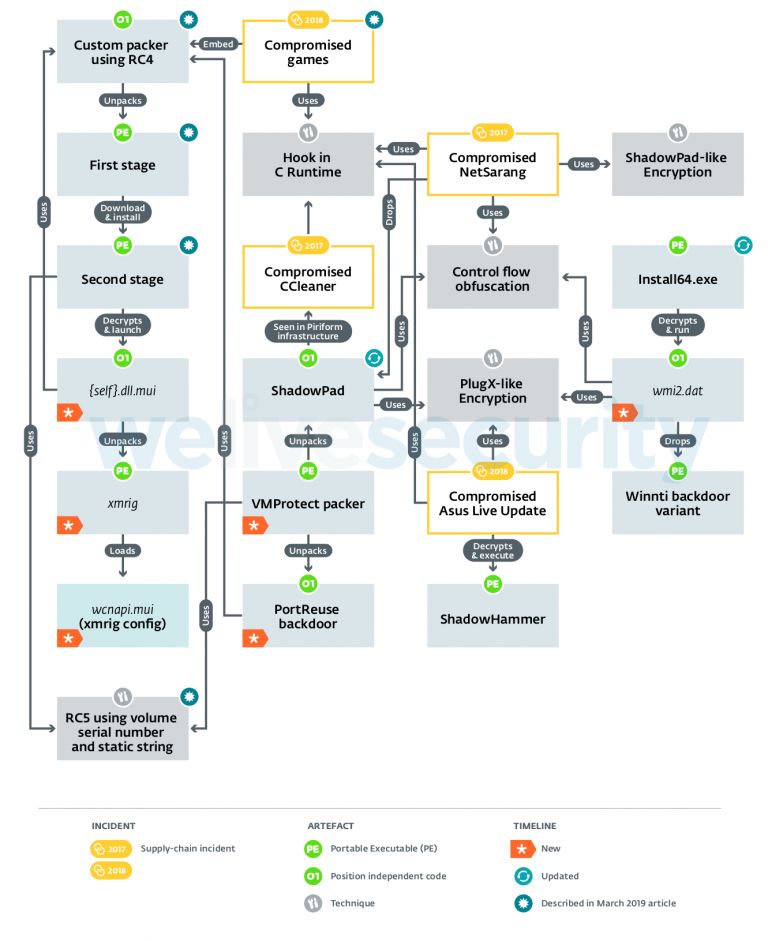 01
2018
Custom packer
using RC4
Embed
Compromised
games
Unpacks
Uses
PE
2017
First stage
Hook in
C Runtime
Uses
Compromised
NetSarang
Uses
ShadowPad-like
Encryption
Uses
Download
& install
Drops
Uses
PE
2017
PE
Second stage
Compromised
CCleaner
Control flow
obfuscation
Install64.exe
Decrypts
& launch
Seen in Piriform
infrastructure
Uses
Uses
Decrypts
& run
01
01
01
{self}.dll.mui
ShadowPad
PlugX-like
Encryption
wmi2.dat
Uses
Uses
welivesecurity
Uses
Unpacks
Uses
Unpacks
Uses
Uses
Drops
PE
PE
2018
PE
xmrig
VMProtect packer
Compromised
Asus Live Update
Winnti backdoor
variant
Loads
Unpacks
Decrypts
& execute
01
PE
wcnapi.mui
(xmrig config)
Uses
PortReuse
backdoor
ShadowHammer
RC5 using volume
serial number
and static string
INCIDENT
ARTEFACT
TIMELINE
2017
Supply-chain incident
PE
Portable Executable (PE)
New
2018
01
Position independent code
Updated
Technique
Described in March 2019 article